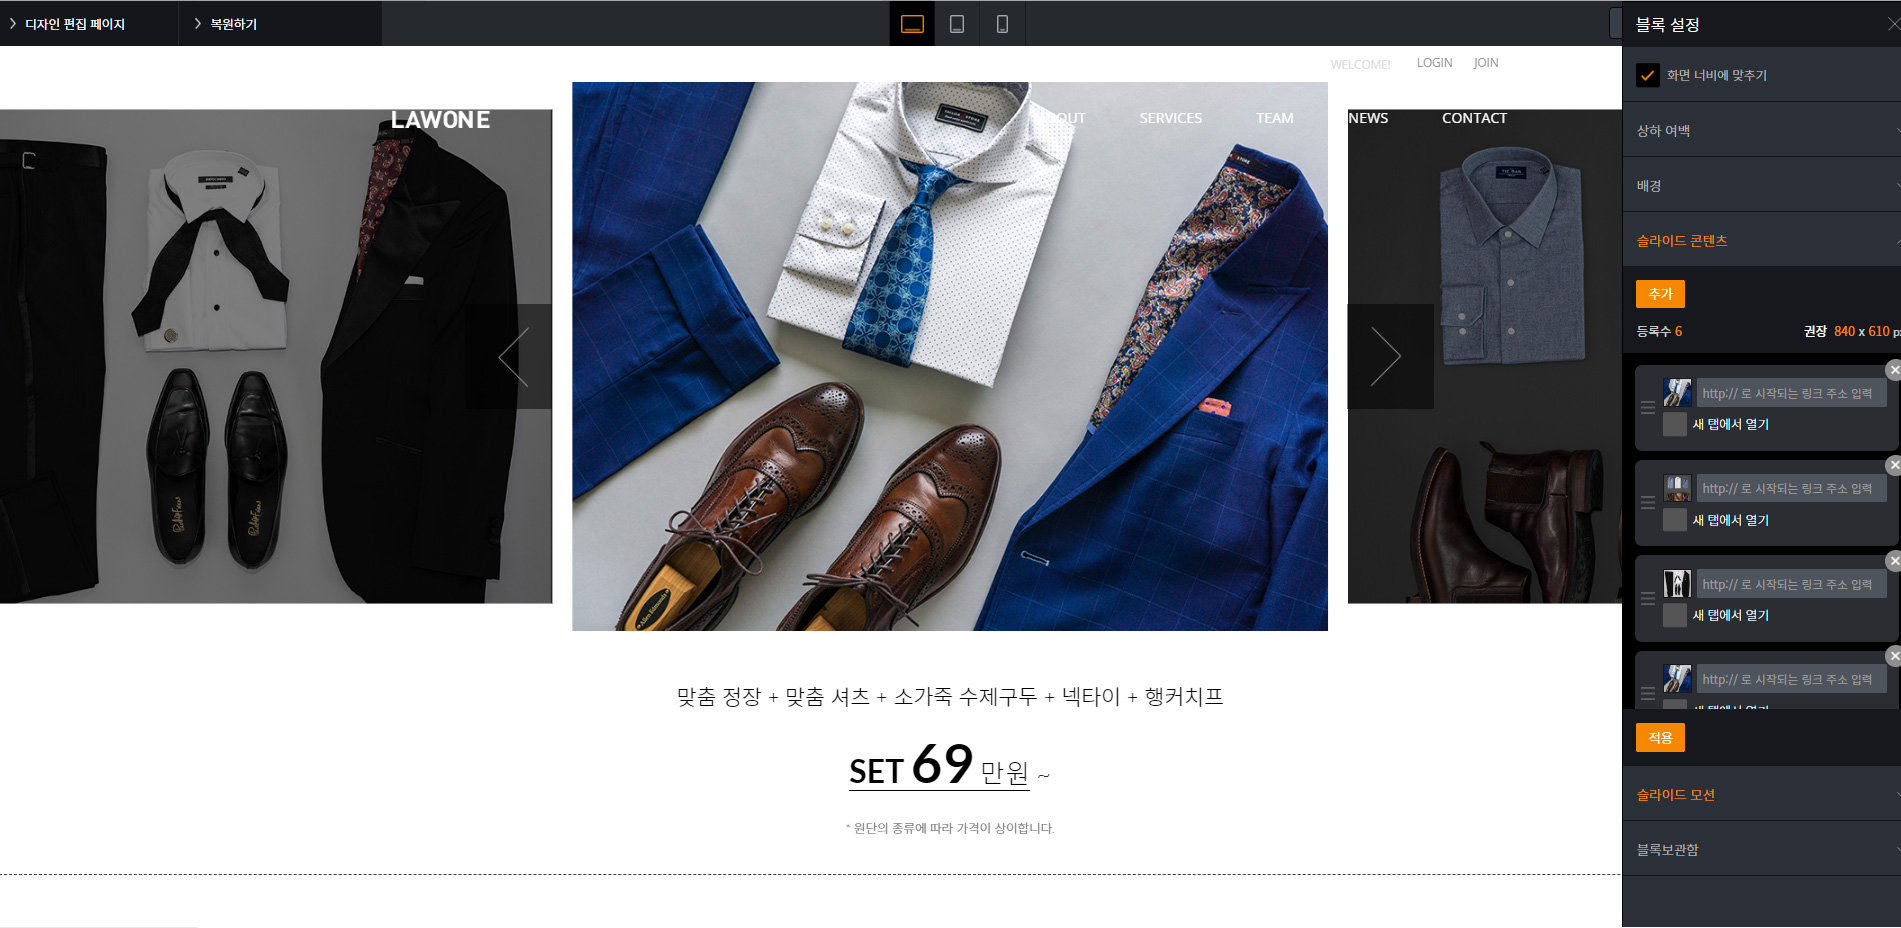 디자인 편집 페이지
복원하기
블록 설정
WELCOME! LOGIN JOIN
화면 너비에 맞추기
LAWONE
OUT SERVICES TEAM NEWS CONTACT
상하 여백
배경
슬라이드 콘텐츠
추가
등록수 6 권장 840 x 610
http:// 로 시작되는 링크 주소 입력
새 탭에서 열기
http:// 로 시작되는 링크 주소 입력
새 탭에서 열기
http:// 로 시작되는 링크 주소 입력
새 탭에서 열기
http:// 로 시작되는 링크 주소 입력
새 탭에서 열기
맞춤 정장 + 맞춤 셔츠 + 소가죽 수제구두 + 넥타이 + 행커치프
SET 69 만원 ~
* 원단의 종류에 따라 가격이 상이합니다.
적용
슬라이드 모션
블록보관함